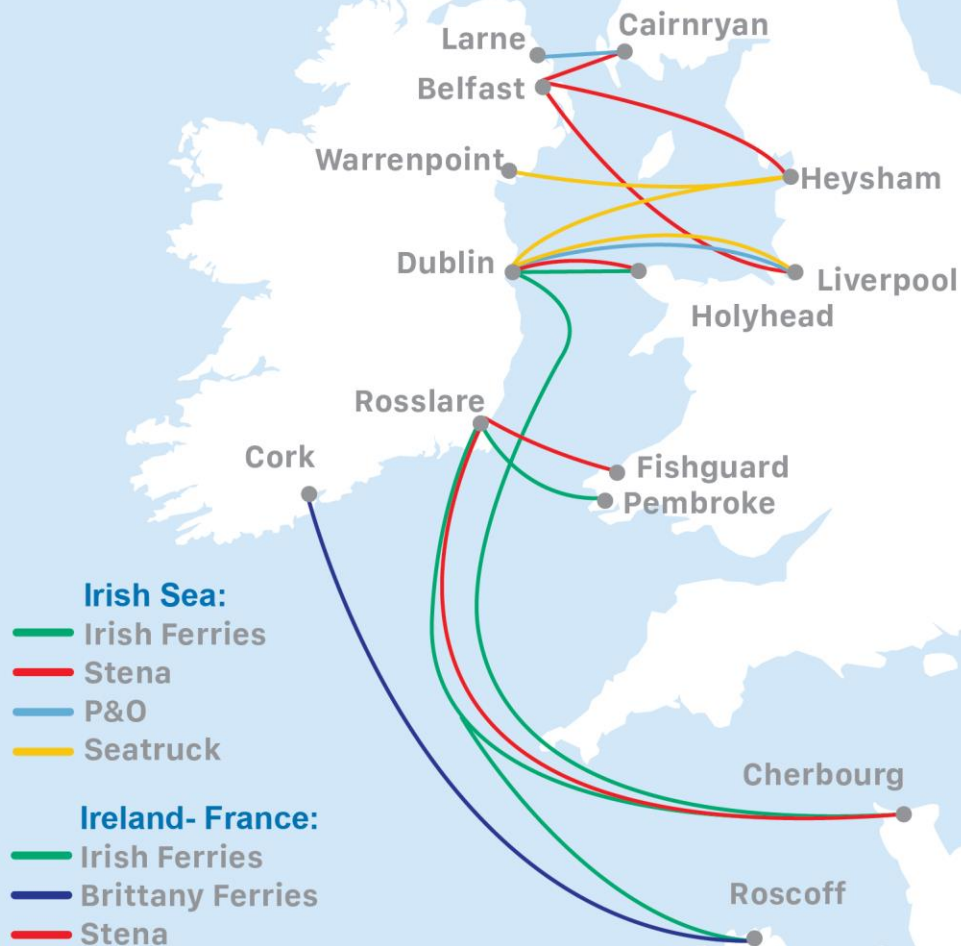 Larne
Cairnryan
Belfast
Warrenpoint
Heysham
Dublin
Liverpool
Holyhead
Rosslare
Cork
Fishguard
Pembroke
Irish Sea:
Irish Ferries
Stena
P&O
Seatruck
Cherbourg
Ireland- France:
Irish Ferries
Brittany Ferries
Stena
Roscoff